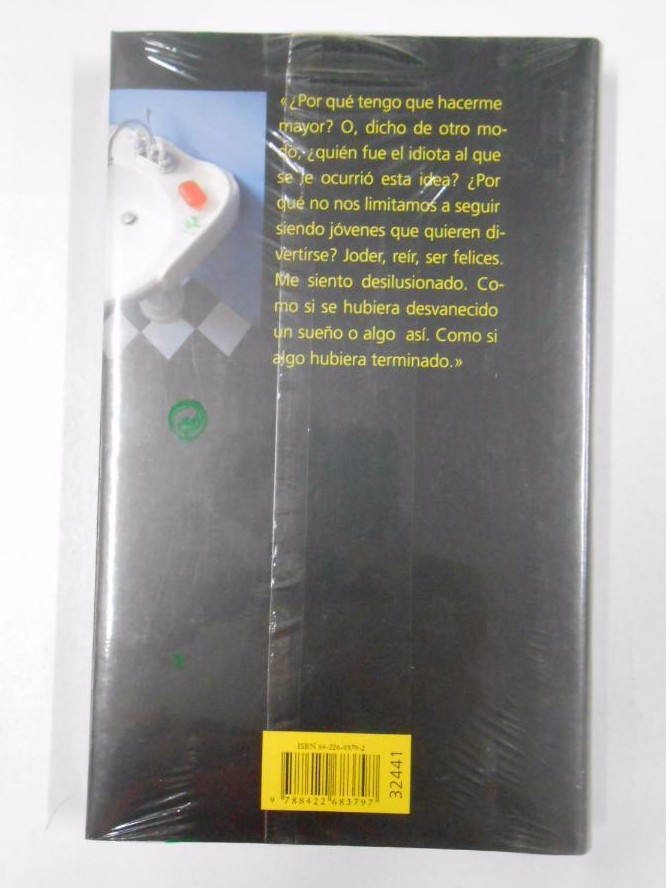 «¿Por qué tengo que hacerme
mayor? O, dicho de otro mo-
do, ¿quién fue el idiota al que
se le ocurrió esta idea? ¿Por
qué no nos limitamos a seguir
siendo jóvenes que quieren di-
vertirse? Joder, reír, ser felices.
Me siento desilusionado. Co-
mo si se hubiera desvanecido
un sueño o algo así. Como si
algo hubiera terminado.»
ISBN 84-226-8379-2
32441
9 788422 683797